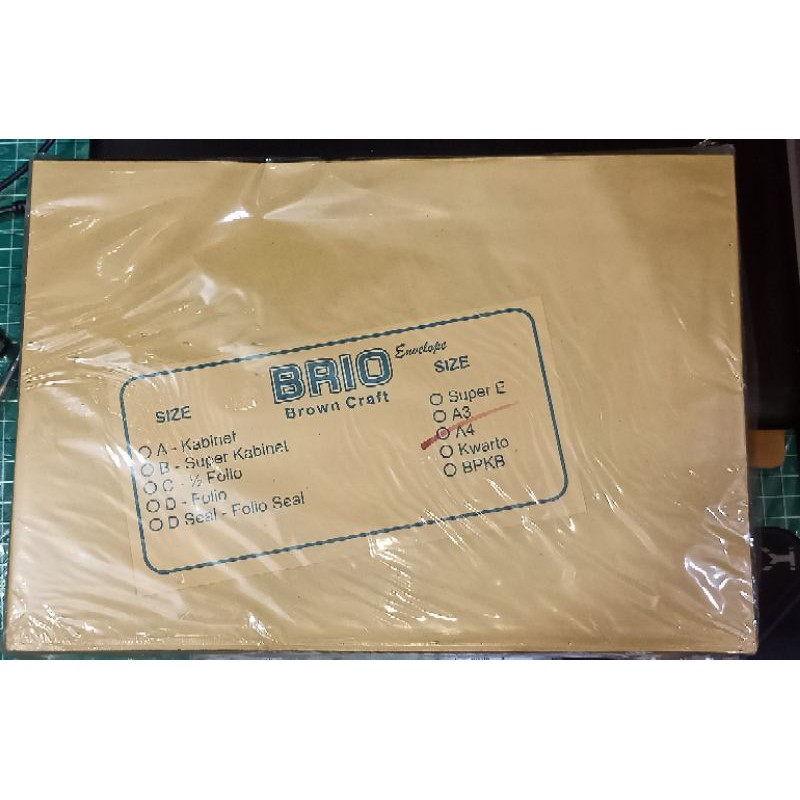 BRIO Envelope
Brown Craft
SIZE
A - Kabinet
B - Super Kabinet
C - ½ Folio
D - Folio
D Seal - Folio Seal
SIZE
Super E
A3
A4
Kwarto
BPKB